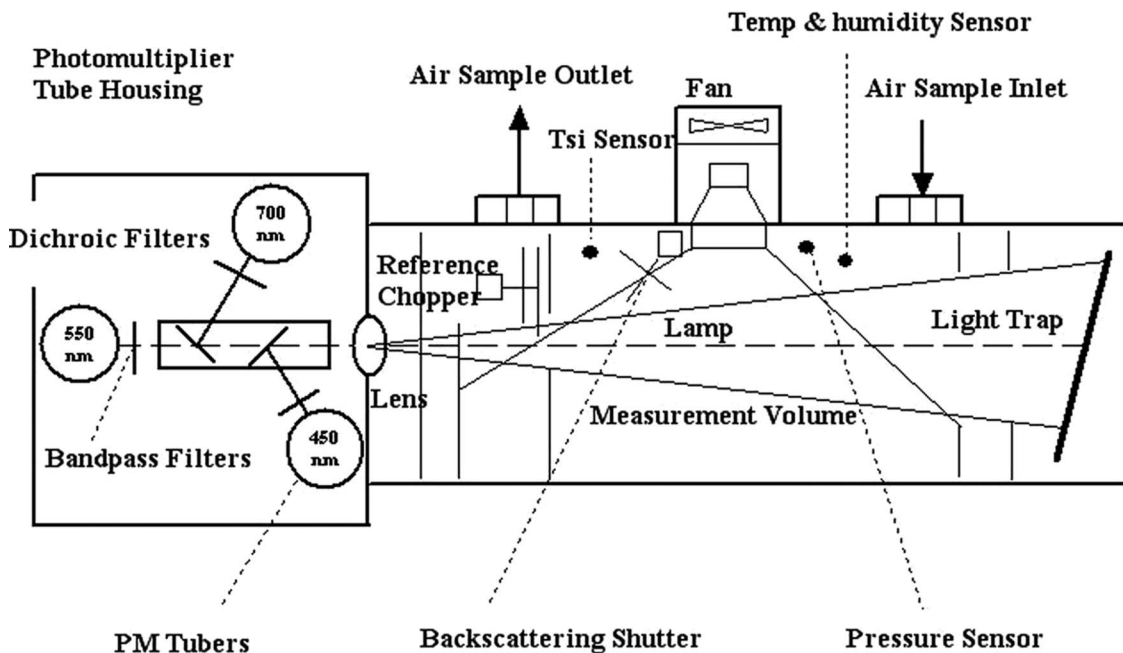 Temp & humidity Sensor
Photomultiplier
Tube Housing
Air Sample Outlet
Fan
Air Sample Inlet
Tsi Sensor
700
nm
Dichroic Filters
Reference
Chopper
550
nm
Lamp
Light Trap
Lens
Measurement Volume
450
nm
Bandpass Filters
PM Tubers
Backscattering Shutter
Pressure Sensor